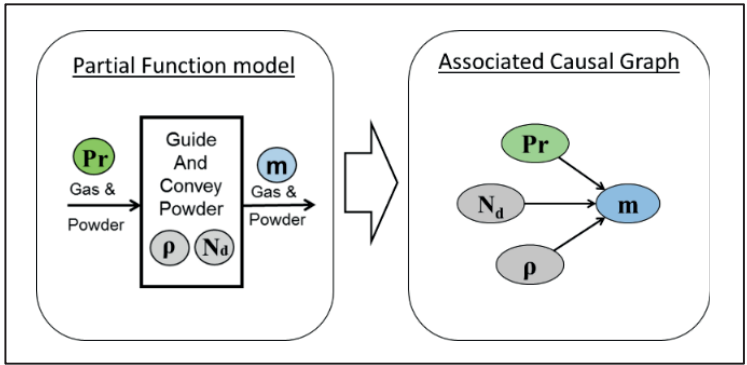 Partial Function model
Pr
Gas &
Powder
Guide
And
Convey
Powder
ρ Nd
m
Gas &
Powder
Associated Causal Graph
Pr
Nd
m
ρ